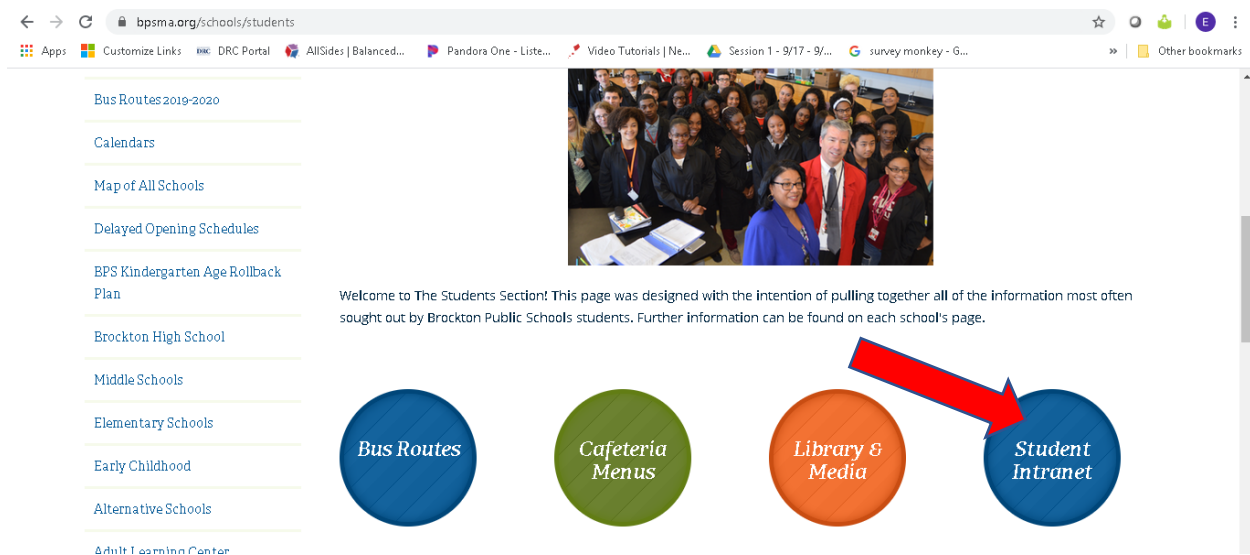 bpsma.org/schools/students
E
Apps Customize Links DRC DRC Portal AllSides | Balanced... Pandora One - Liste... Video Tutorials | Ne... Session 1 - 9/17 - 9/... G survey monkey - G... » Other bookmarks
Bus Routes 2019-2020
Calendars
Map of All Schools
Delayed Opening Schedules
BPS Kindergarten Age Rollback
Plan
Brockton High School
Middle Schools
Elementary Schools
Early Childhood
Alternative Schools
Adult Learning Center
Welcome to The Students Section! This page was designed with the intention of pulling together all of the information most often
sought out by Brockton Public Schools students. Further information can be found on each school's page.
Bus Routes
Cafeteria
Menus
Library &
Media
Student
Intranet